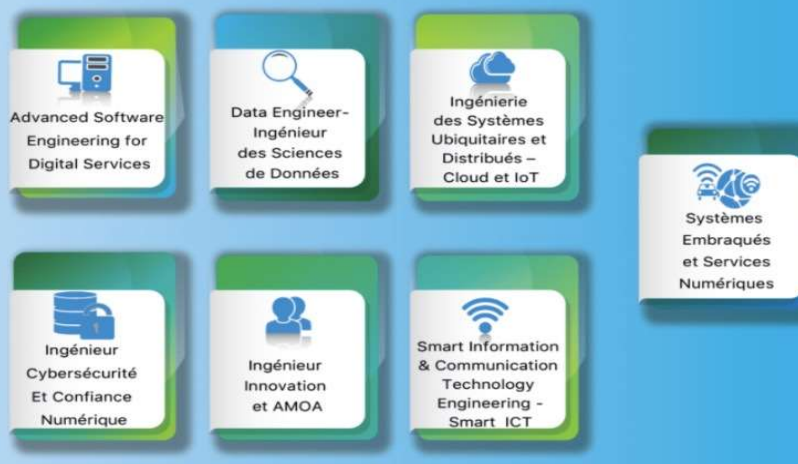 Advanced Software
Engineering for
Digital Services
Data Engineer-
Ingénieur
des Sciences
de Données
Ingénierie
des Systèmes
Ubiquitaires et
Distribués –
Cloud et IoT
Systèmes
Embraqués
et Services
Numériques
Ingénieur
Cybersécurité
Et Confiance
Numérique
Ingénieur
Innovation
et AMOA
Smart Information
& Communication
Technology
Engineering -
Smart ICT